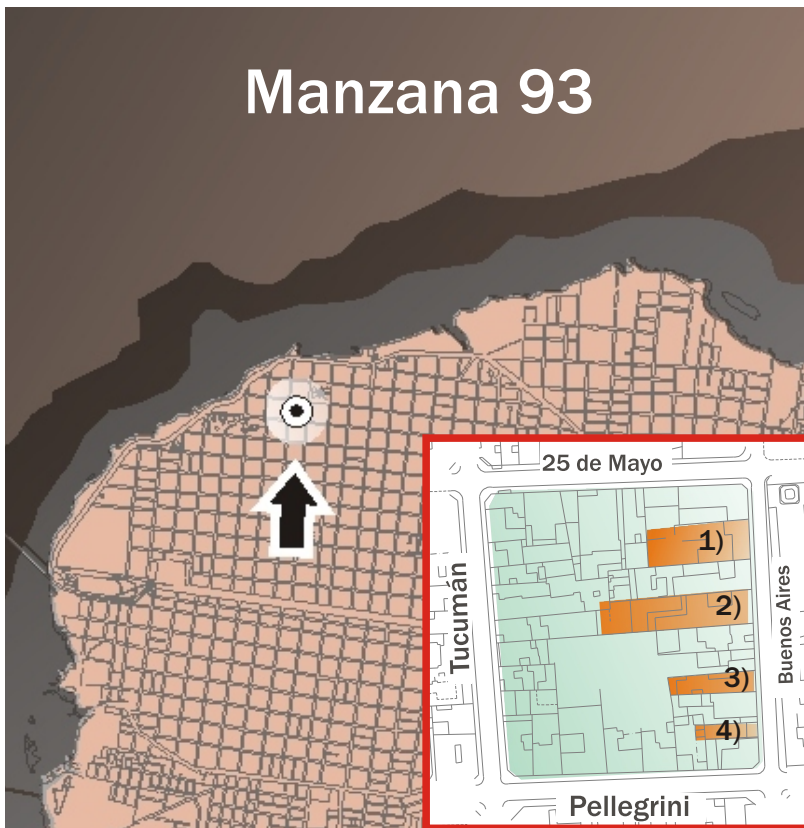 Manzana 93
25 de Mayo
Tucumán
Buenos Aires
1)
2)
3)
4)
Pellegrini